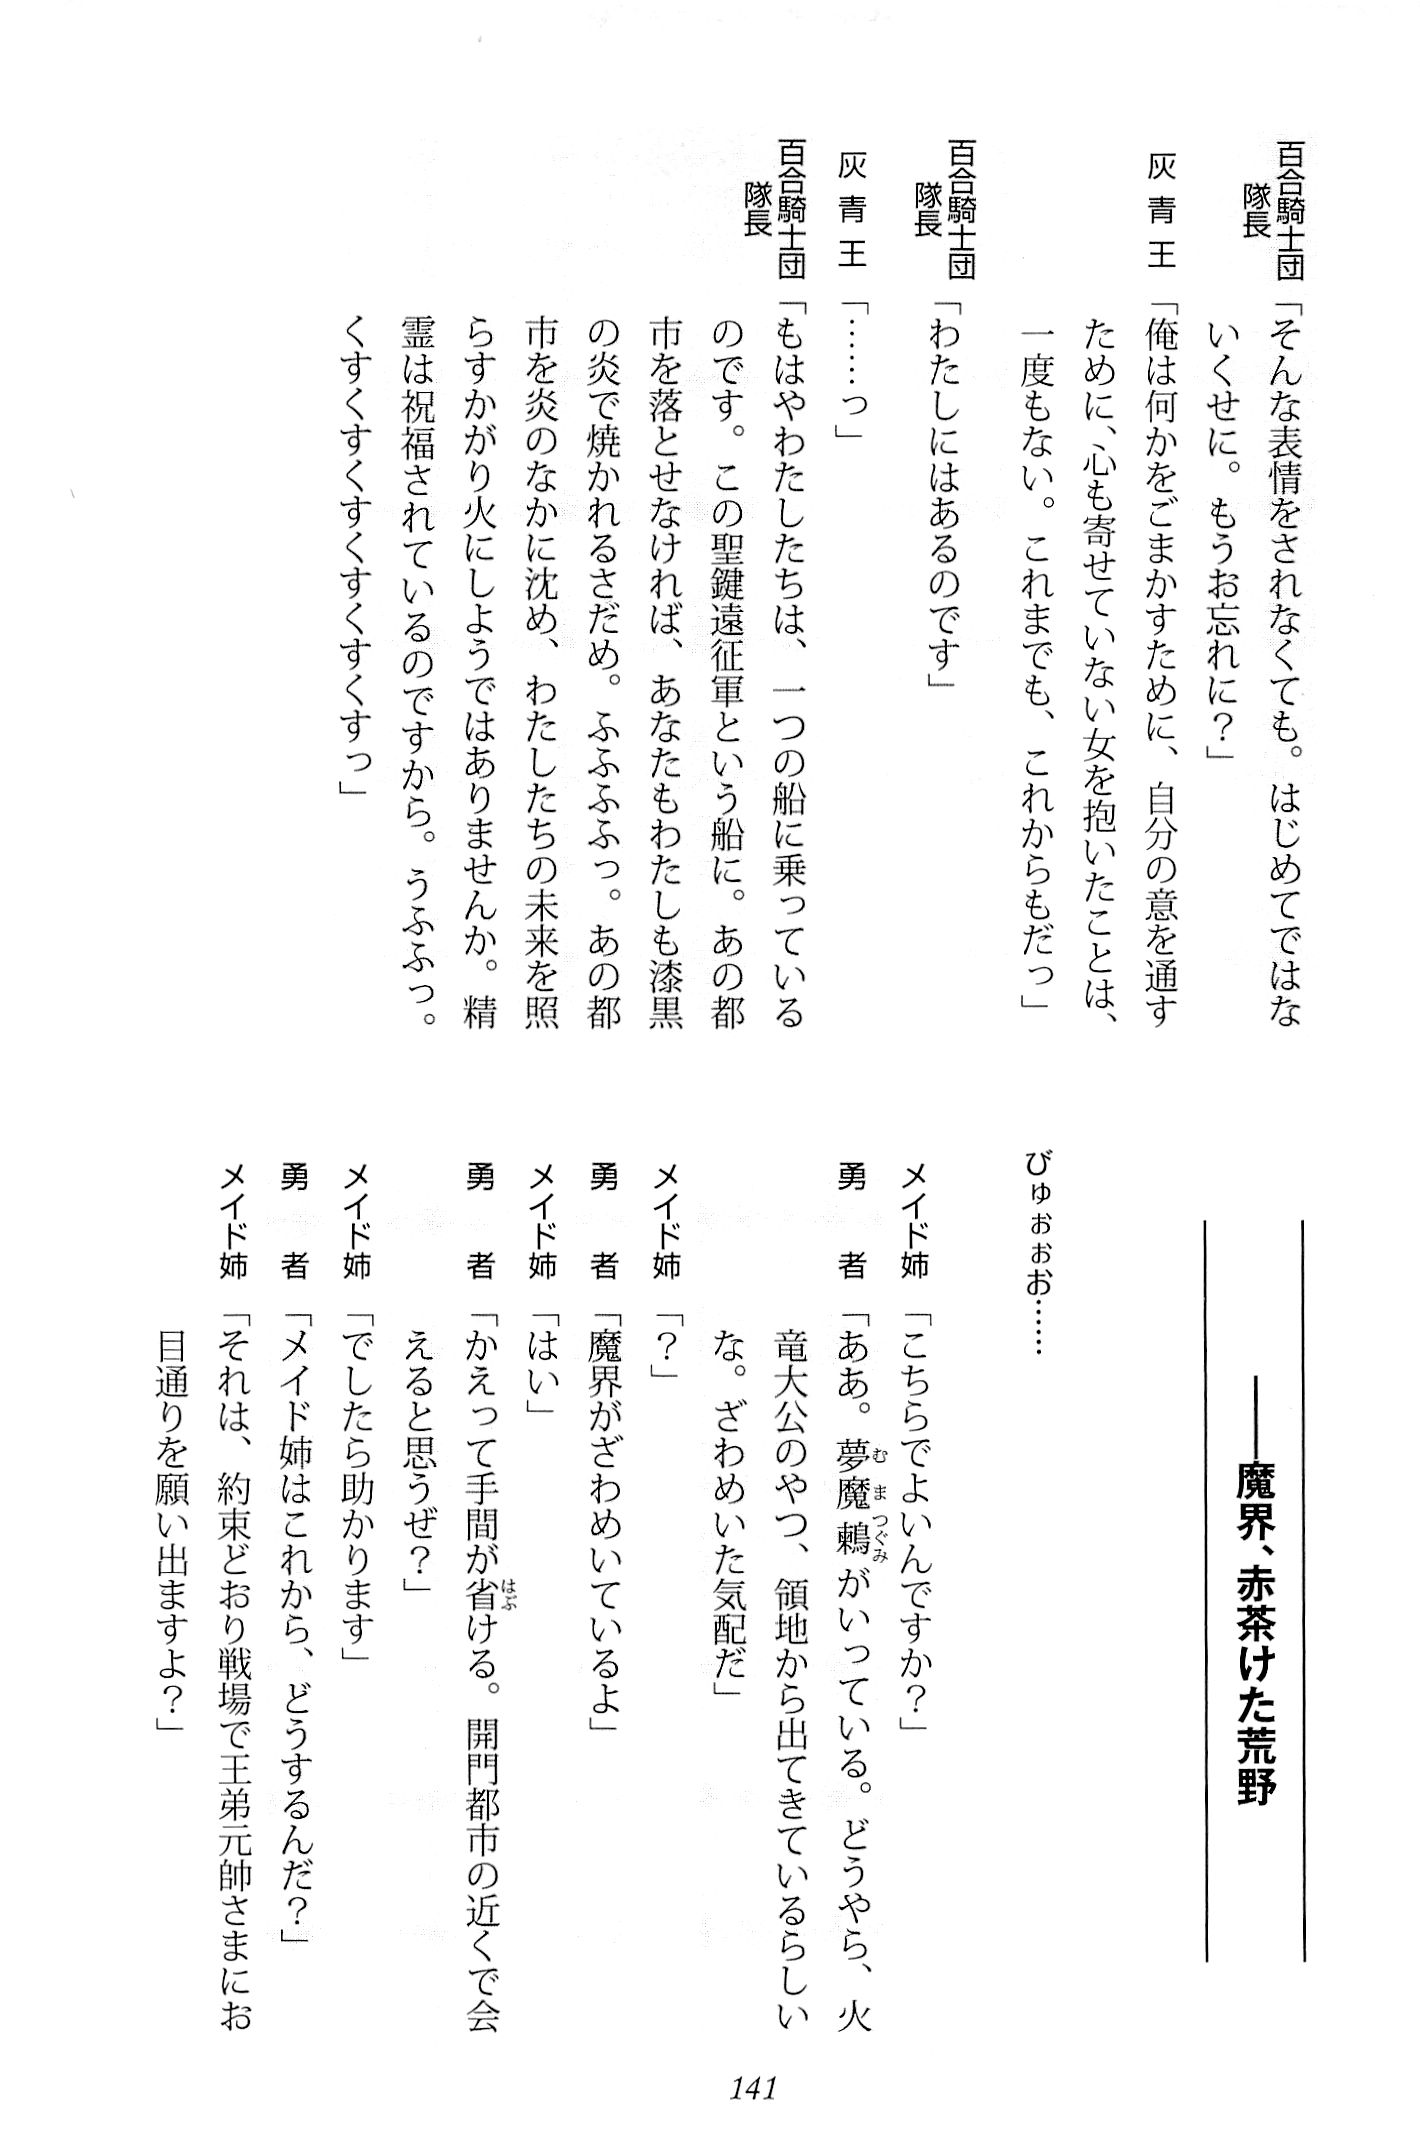 百合騎士団隊長「そんな表情をされなくても。はじめてではな
いくせに。もうお忘れに？」
灰青王「俺は何かをごまかすために、自分の意を通す
ために、心も寄せていない女を抱いたことは、
一度もない。これまでも、これからもだっ」
百合騎士団隊長「わたしにはあるのです」
灰青王「……っ」
百合騎士団隊長「もはやわたしたちは、一つの船に乗っている
のです。この聖鍵遠征軍という船に。あの都
市を落とせなければ、あなたもわたしも漆黒
の炎で焼かれるさだめ。ふふふふっ。あの都
市を炎のなかに沈め、わたしたちの未来を照
らすかがり火にしようではありませんか。精
霊は祝福されているのですから。うふふっ。
くすくすくすくすくすくすっ」
――魔界、赤茶けた荒野
びゅぉぉお……
メイド姉「こちらでよいんですか？」
勇者「ああ。夢魔鶫がいっている。どうやら、火
竜大公のやつ、領地から出てきているらしい
な。ざわめいた気配だ」
メイド姉「？」
勇者「魔界がざわめいているよ」
メイド姉「はい」
勇者「かえって手間が省ける。開門都市の近くで会
えると思うぜ？」
メイド姉「でしたら助かります」
勇者「メイド姉はこれから、どうするんだ？」
メイド姉「それは、約束どおり戦場で王弟元帥さまにお
目通りを願い出ますよ？」
141